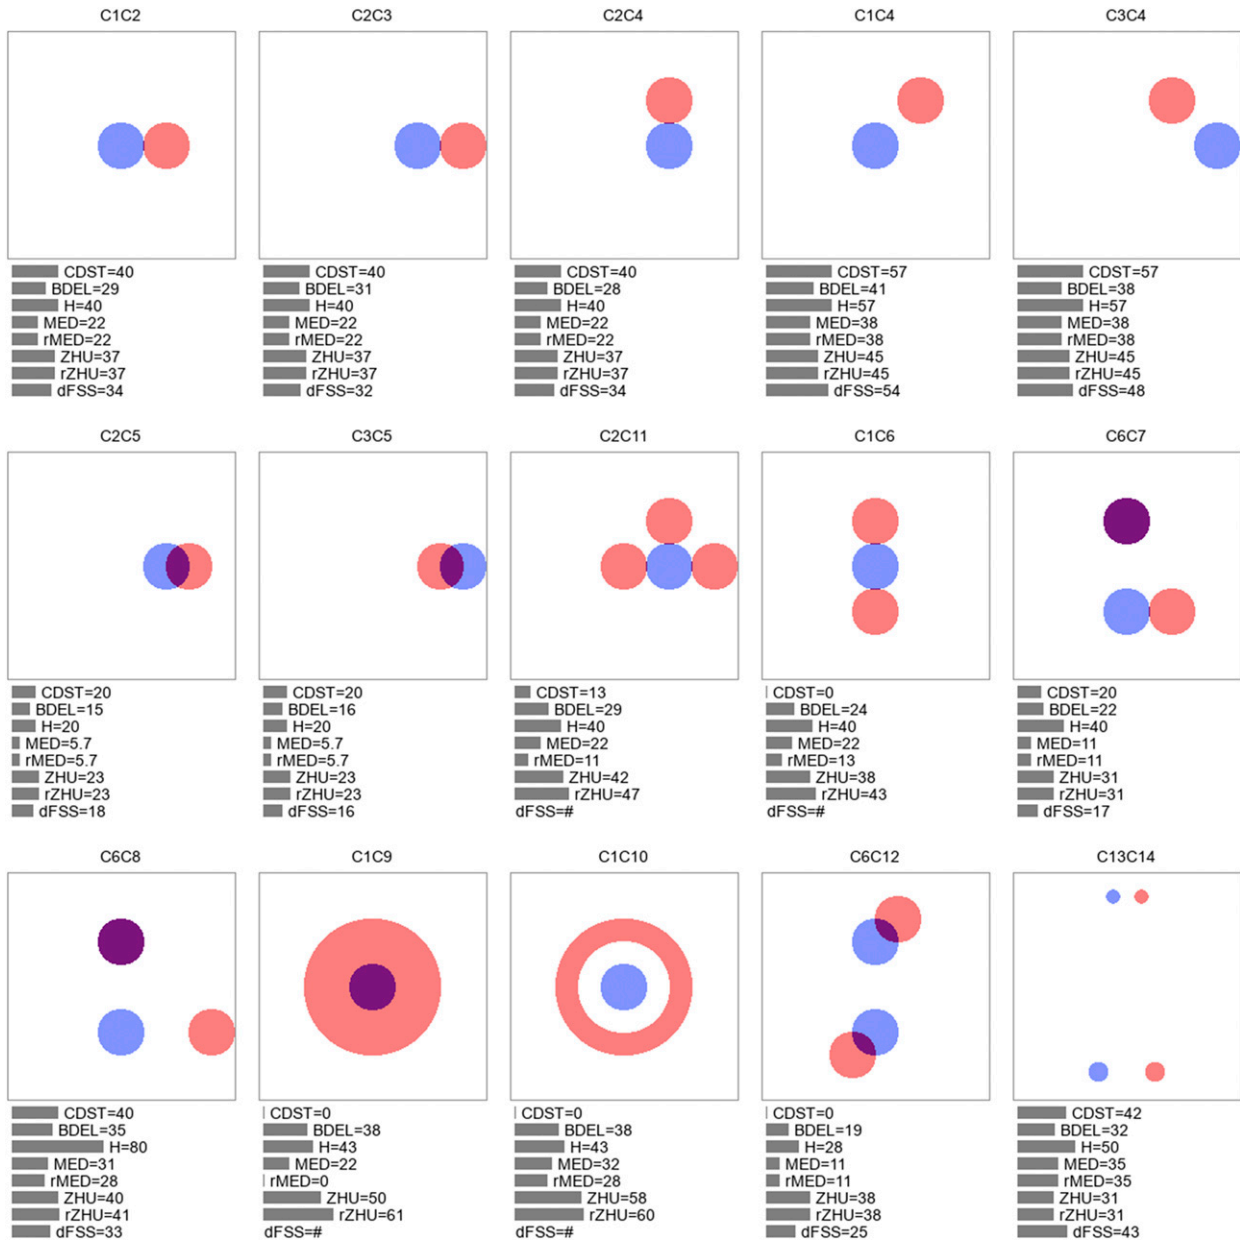 C1C2
C2C3
C2C4
C1C4
C3C4
CDST=40
BDEL=29
H=40
MED=22
rMED=22
ZHU=37
rZHU=37
dFSS=34
CDST=40
BDEL=31
H=40
MED=22
rMED=22
ZHU=37
rZHU=37
dFSS=32
CDST=40
BDEL=28
H=40
MED=22
rMED=22
ZHU=37
rZHU=37
dFSS=34
CDST=57
BDEL=41
H=57
MED=38
rMED=38
ZHU=45
rZHU=45
dFSS=54
CDST=57
BDEL=38
H=57
MED=38
rMED=38
ZHU=45
rZHU=45
dFSS=48
C2C5
C3C5
C2C11
C1C6
C6C7
CDST=20
BDEL=15
H=20
MED=5.7
rMED=5.7
ZHU=23
rZHU=23
dFSS=18
CDST=20
BDEL=16
H=20
MED=5.7
rMED=5.7
ZHU=23
rZHU=23
dFSS=16
CDST=13
BDEL=29
H=40
MED=22
rMED=11
ZHU=42
rZHU=47
dFSS=#
CDST=0
BDEL=24
H=40
MED=22
rMED=13
ZHU=38
rZHU=43
dFSS=#
CDST=20
BDEL=22
H=40
MED=11
rMED=11
ZHU=31
rZHU=31
dFSS=17
C6C8
C1C9
C1C10
C6C12
C13C14
CDST=40
BDEL=35
H=80
MED=31
rMED=28
ZHU=40
rZHU=41
dFSS=33
CDST=0
BDEL=38
H=43
MED=22
rMED=0
ZHU=50
rZHU=61
dFSS=#
CDST=0
BDEL=38
H=43
MED=32
rMED=28
ZHU=58
rZHU=60
dFSS=#
CDST=0
BDEL=19
H=28
MED=11
rMED=11
ZHU=38
rZHU=38
dFSS=25
CDST=42
BDEL=32
H=50
MED=35
rMED=35
ZHU=31
rZHU=31
dFSS=43